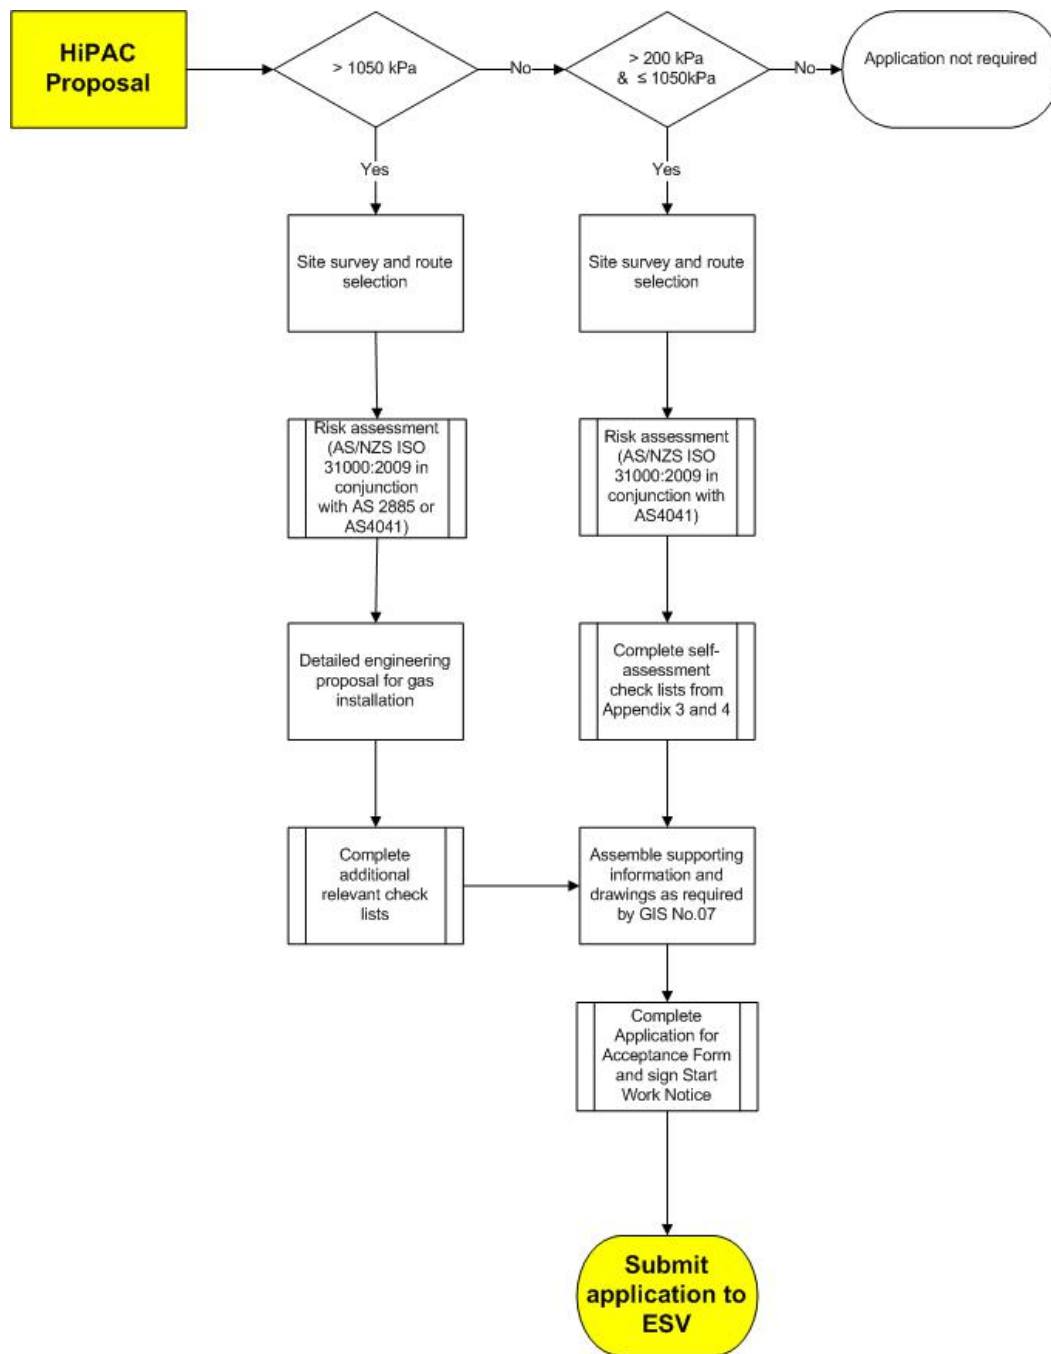 HiPAC
Proposal
> 1050 kPa
No
> 200 kPa
& ≤ 1050kPa
No
Application not required
Yes
Yes
Site survey and route
selection
Site survey and route
selection
Risk assessment
(AS/NZS ISO
31000:2009 in
conjunction
with AS 2885 or
AS4041)
Risk assessment
(AS/NZS ISO
31000:2009 in
conjunction with
AS4041)
Detailed engineering
proposal for gas
installation
Complete self-
assessment
check lists from
Appendix 3 and 4
Complete
additional
relevant check
lists
Assemble supporting
information and
drawings as required
by GIS No.07
Complete
Application for
Acceptance Form
and sign Start
Work Notice
Submit
application to
ESV